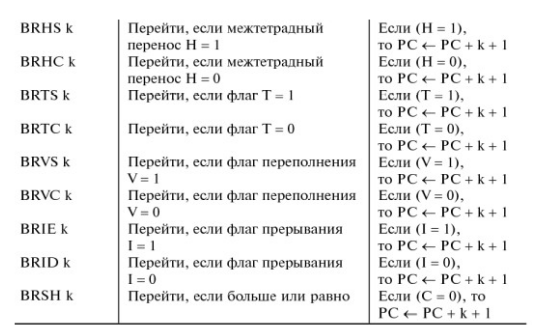 BRHS k Перейти, если межтетрадный Если (H = 1),
перенос H = 1 то PC ← PC + k + 1
BRHC k Перейти, если межтетрадный Если (H = 0),
перенос H = 0 то PC ← PC + k + 1
BRTS k Перейти, если флаг T = 1 Если (T = 1),
то PC ← PC + k + 1
BRTC k Перейти, если флаг T = 0 Если (T = 0),
то PC ← PC + k + 1
BRVS k Перейти, если флаг переполнения Если (V = 1),
V = 1 то PC ← PC + k + 1
BRVC k Перейти, если флаг переполнения Если (V = 0),
V = 0 то PC ← PC + k + 1
BRIE k Перейти, если флаг прерывания Если (I = 1),
I = 1 то PC ← PC + k + 1
BRID k Перейти, если флаг прерывания Если (I = 0),
I = 0 то PC ← PC + k + 1
BRSH k Перейти, если больше или равно Если (C = 0), то
PC ← PC + k + 1